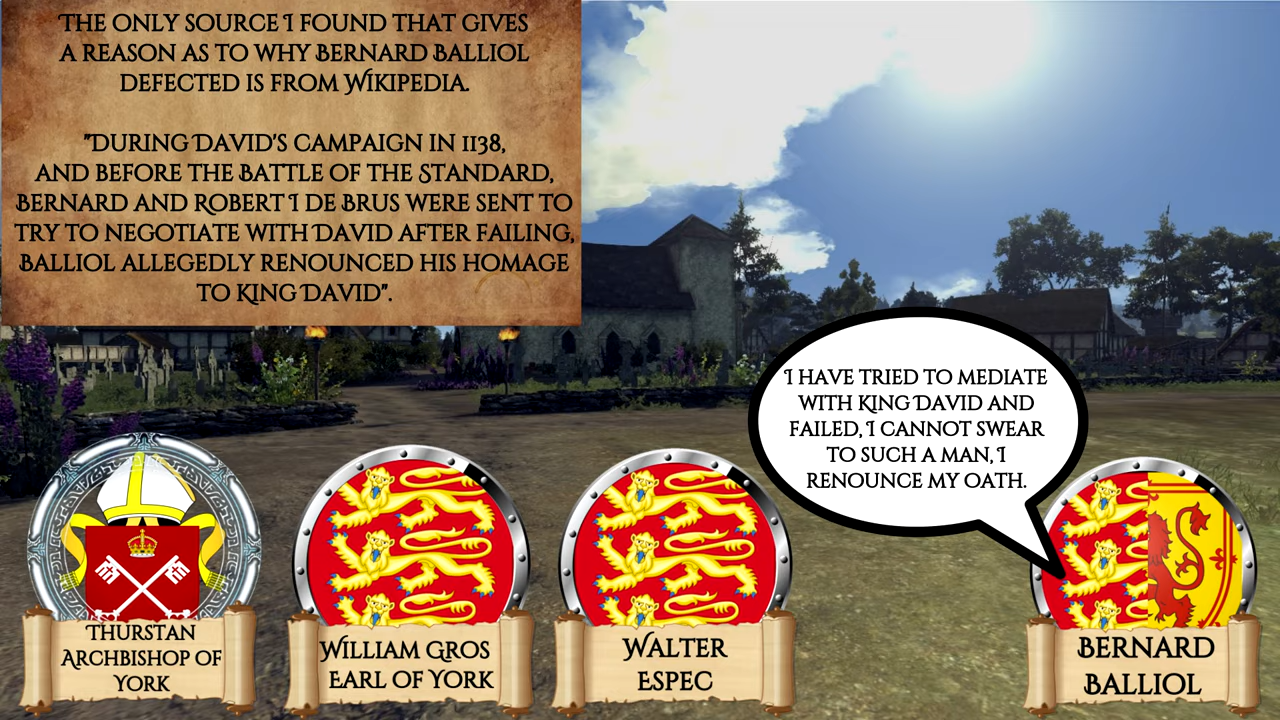 The only source I found that gives
a reason as to why Bernard Balliol
defected is from Wikipedia.
"During David's campaign in 1138,
and before the Battle of the Standard,
Bernard and Robert I de Brus were sent to
try to negotiate with David after failing,
Balliol allegedly renounced his homage
to King David".
I have tried to mediate
with King David and
failed, I cannot swear
to such a man, I
renounce my oath.
Thurstan
Archbishop of
York
William Gros
Earl of York
Walter
Espec
Bernard
Balliol